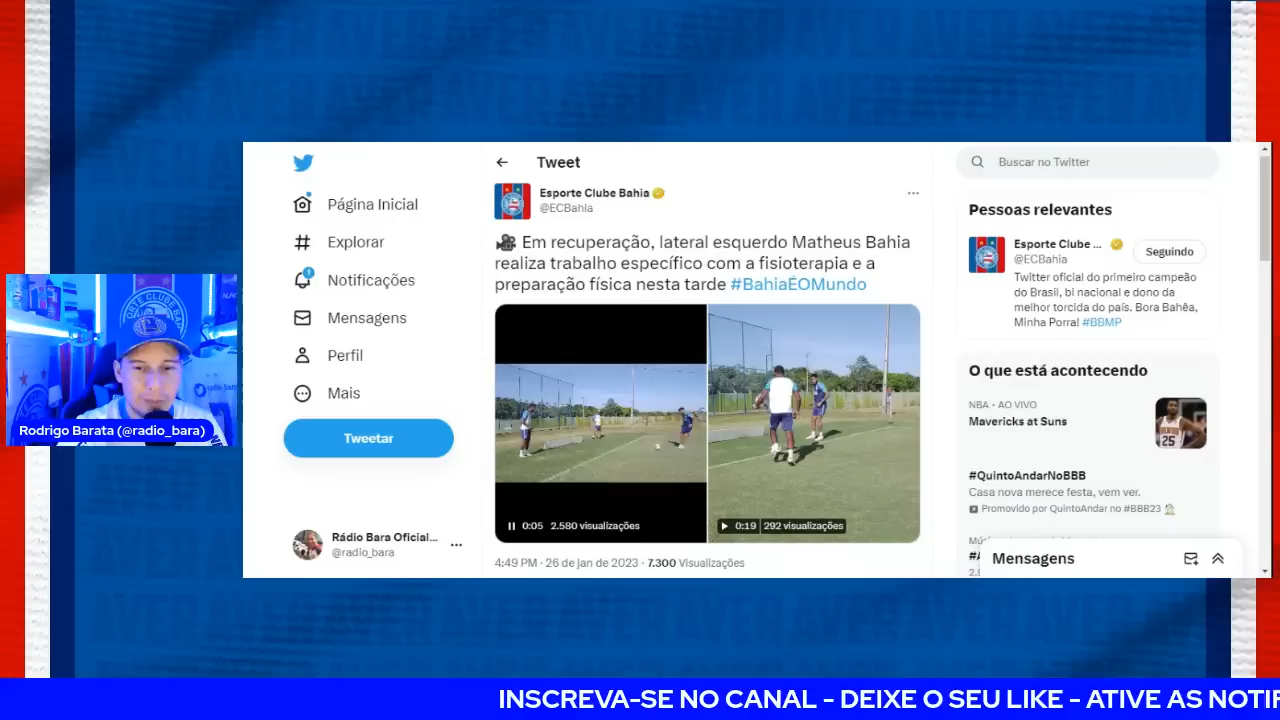 Tweet
Buscar no Twitter
Página Inicial
Explorar
Notificações
1
Mensagens
Perfil
Mais
Tweetar
Rádio Bara Oficial...
@radio_bara
Esporte Clube Bahia
@ECBahia
Em recuperação, lateral esquerdo Matheus Bahia
realiza trabalho específico com a fisioterapia e a
preparação física nesta tarde #BahiaÉOMundo
0:05 2.580 visualizações
0:19 292 visualizações
4:49 PM · 26 de jan de 2023 · 7.300 Visualizações
Pessoas relevantes
Esporte Clube ...
@ECBahia
Seguindo
Twitter oficial do primeiro campeão
do Brasil, bi nacional e dono da
melhor torcida do país. Bora Bahêa,
Minha Porra! #BBMP
O que está acontecendo
NBA · AO VIVO
Mavericks at Suns
25
#QuintoAndarNoBBB
Casa nova merece festa, vem ver.
Promovido por QuintoAndar no #BBB23
Mensagens
Rodrigo Barata (@radio_bara)
INSCREVA-SE NO CANAL - DEIXE O SEU LIKE - ATIVE AS NOTIF